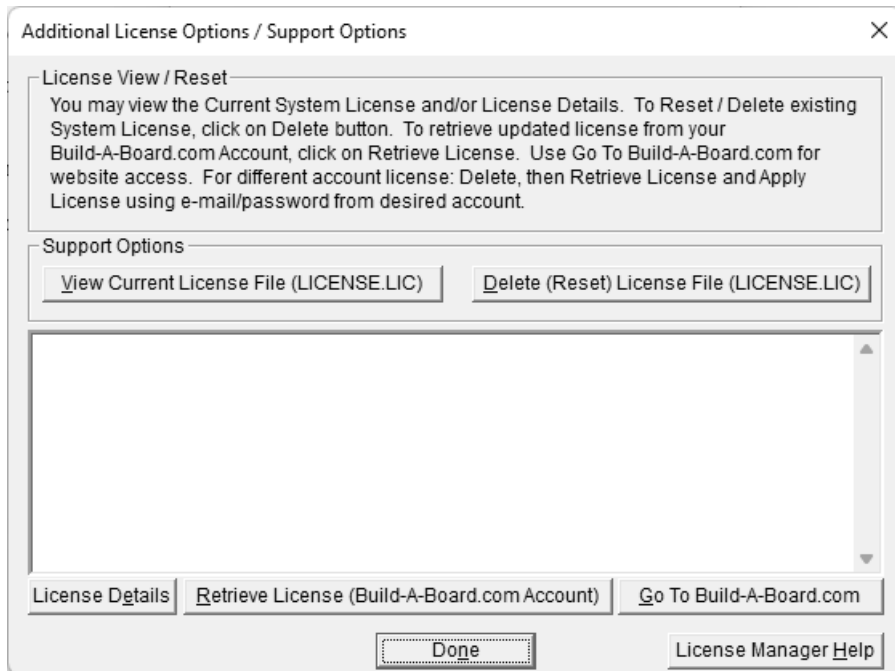 Additional License Options / Support Options
License View / Reset
You may view the Current System License and/or License Details.  To Reset / Delete existing
System License, click on Delete button.  To retrieve updated license from your
Build-A-Board.com Account, click on Retrieve License.  Use Go To Build-A-Board.com for
website access.  For different account license: Delete, then Retrieve License and Apply
License using e-mail/password from desired account.
Support Options
View Current License File (LICENSE.LIC)
Delete (Reset) License File (LICENSE.LIC)
License Details
Retrieve License (Build-A-Board.com Account)
Go To Build-A-Board.com
Done
License Manager Help